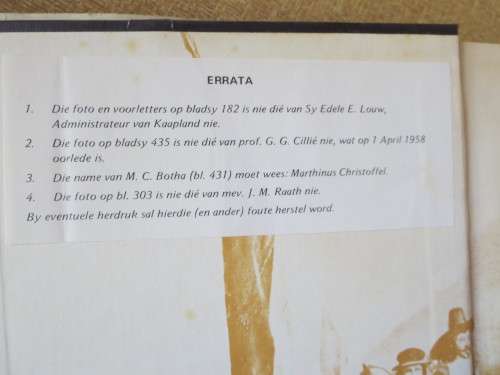 ERRATA
1. Die foto en voorletters op bladsy 182 is nie dié van Sy Edele E. Louw,
Administrateur van Kaapland nie.
2. Die foto op bladsy 435 is nie dié van prof. G. G. Cillié nie, wat op 1 April 1958
oorlede is.
3. Die name van M. C. Botha (bl. 431) moet wees: Marthinus Christoffel.
4. Die foto op bl. 303 is nie dié van mev. J. M. Raath nie.
By eventuele herdruk sal hierdie (en ander) foute herstel word.